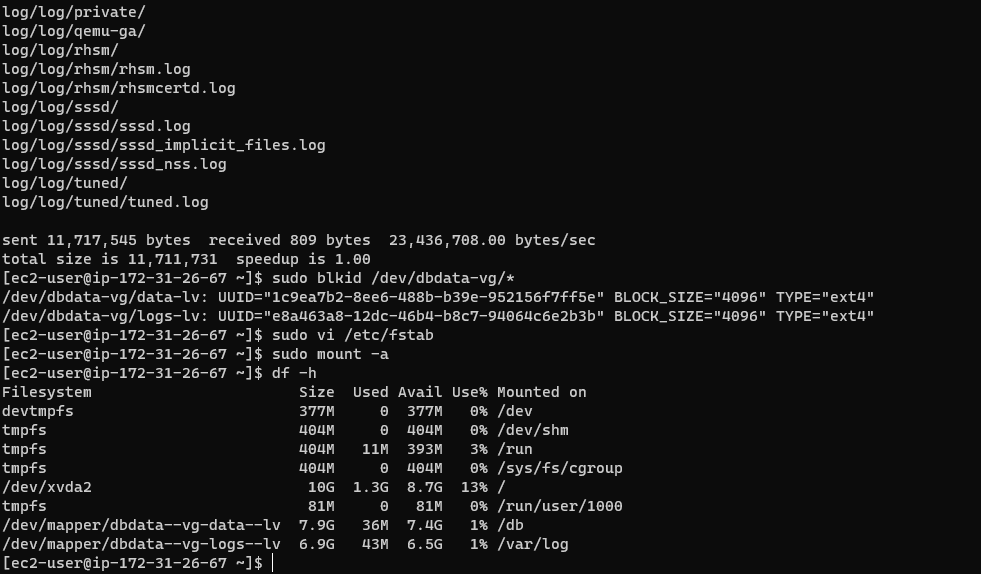 log/log/private/
log/log/qemu-ga/
log/log/rhsm/
log/log/rhsm/rhsm.log
log/log/rhsm/rhsmcertd.log
log/log/sssd/
log/log/sssd/sssd.log
log/log/sssd/sssd_implicit_files.log
log/log/sssd/sssd_nss.log
log/log/tuned/
log/log/tuned/tuned.log

sent 11,717,545 bytes  received 809 bytes  23,436,708.00 bytes/sec
total size is 11,711,731  speedup is 1.00
[ec2-user@ip-172-31-26-67 ~]$ sudo blkid /dev/dbdata-vg/*
/dev/dbdata-vg/data-lv: UUID="1c9ea7b2-8ee6-488b-b39e-952156f7ff5e" BLOCK_SIZE="4096" TYPE="ext4"
/dev/dbdata-vg/logs-lv: UUID="e8a463a8-12dc-46b4-b8c7-94064c6e2b3b" BLOCK_SIZE="4096" TYPE="ext4"
[ec2-user@ip-172-31-26-67 ~]$ sudo vi /etc/fstab
[ec2-user@ip-172-31-26-67 ~]$ sudo mount -a
[ec2-user@ip-172-31-26-67 ~]$ df -h
Filesystem                          Size  Used Avail Use% Mounted on
devtmpfs                            377M     0  377M   0% /dev
tmpfs                               404M     0  404M   0% /dev/shm
tmpfs                               404M   11M  393M   3% /run
tmpfs                               404M     0  404M   0% /sys/fs/cgroup
/dev/xvda2                           10G  1.3G  8.7G  13% /
tmpfs                                81M     0   81M   0% /run/user/1000
/dev/mapper/dbdata--vg-data--lv  7.9G   36M  7.4G   1% /db
/dev/mapper/dbdata--vg-logs--lv  6.9G   43M  6.5G   1% /var/log
[ec2-user@ip-172-31-26-67 ~]$